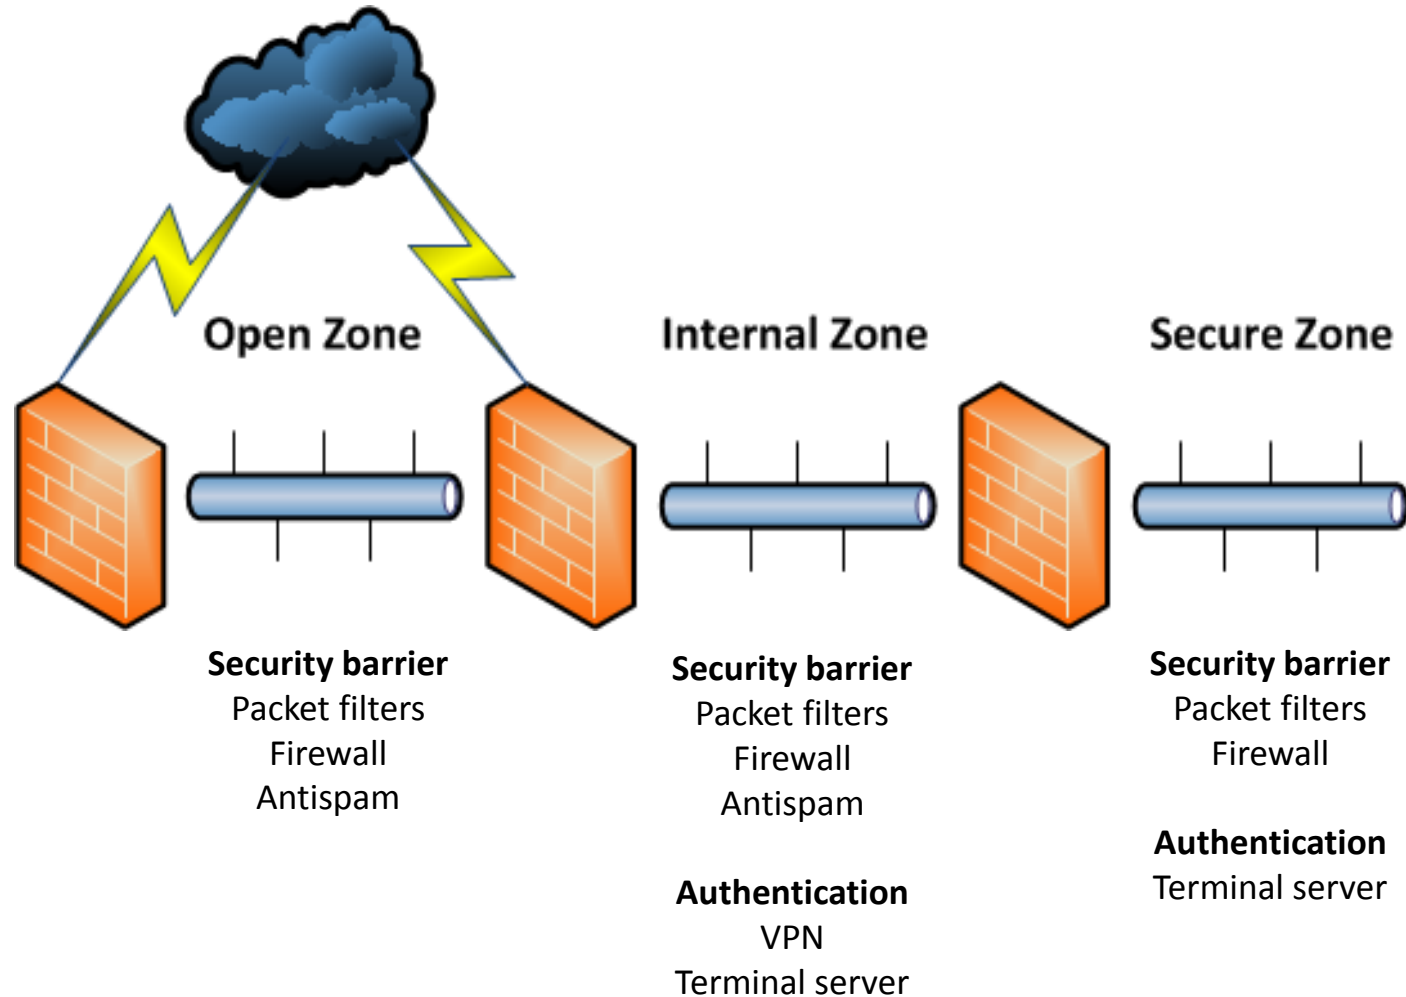 Open Zone
Internal Zone
Secure Zone
Security barrier
Packet filters
Firewall
Antispam
Security barrier
Packet filters
Firewall
Antispam
Authentication
VPN
Terminal server
Security barrier
Packet filters
Firewall
Authentication
Terminal server